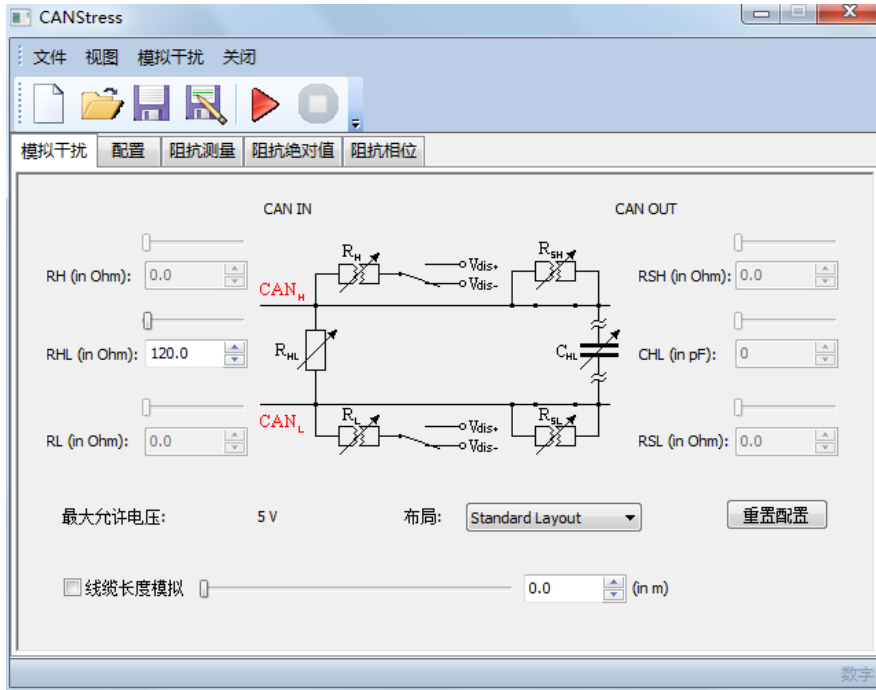 CANStress
文件 视图 模拟干扰 关闭
模拟干扰 配置 阻抗测量 阻抗绝对值 阻抗相位
CAN IN CAN OUT
RH (in Ohm): 0.0 RH Vdis+ Vdis- RSH RSH (in Ohm): 0.0
CANH
RHL (in Ohm): 120.0 RHL CHL CHL (in pF): 0
CANL
RL (in Ohm): 0.0 RL Vdis+ Vdis- RSL RSL (in Ohm): 0.0
最大允许电压: 5 V 布局: Standard Layout 重置配置
线缆长度模拟 0.0 (in m)
数字